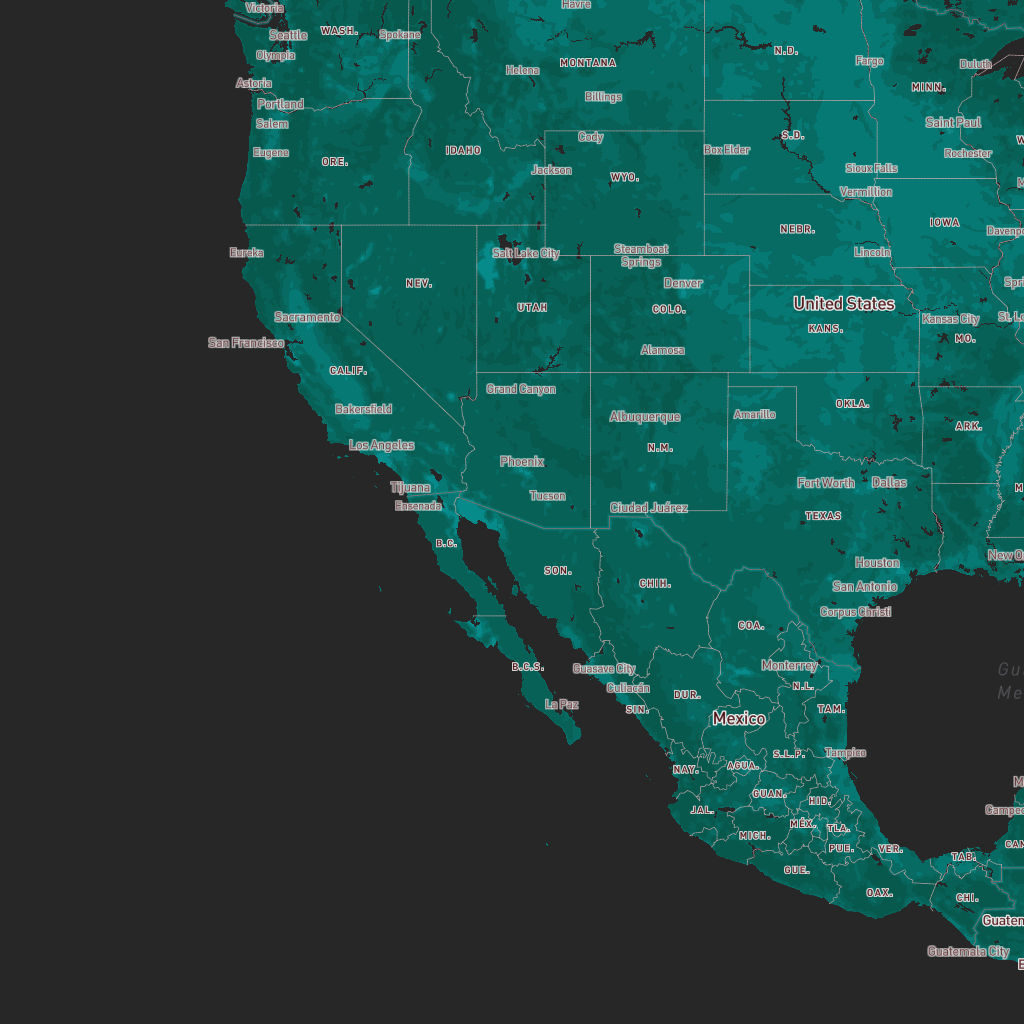 Victoria
Havre
Seattle
WASH.
Spokane
N.D.
Olympia
Helena
MONTANA
Fargo
Duluth
Astoria
Billings
MINN.
Portland
Salem
Saint Paul
Cody
S.D.
Eugene
ORE.
IDAHO
Box Elder
Rochester
Jackson
WYO.
Sioux Falls
Vermillion
IOWA
NEBR.
Eureka
Salt Lake City
Steamboat
Springs
Lincoln
NEV.
Denver
UTAH
COLO.
United States
Sacramento
KANS.
Kansas City
MO.
San Francisco
Alamosa
CALIF.
Grand Canyon
OKLA.
Bakersfield
Albuquerque
Amarillo
ARK.
Los Angeles
N.M.
Phoenix
Tijuana
Tucson
Fort Worth
Dallas
Ensenada
Ciudad Juárez
TEXAS
B.C.
SON.
CHIH.
Houston
San Antonio
Corpus Christi
COA.
B.C.S.
Guasave City
Monterrey
Culiacán
DUR.
N.L.
La Paz
SIN.
TAM.
Mexico
S.L.P.
Tampico
NAY.
AGUA.
GUAN.
HID.
JAL.
MÉX.
TLA.
MICH.
PUE.
VER.
TAB.
GUE.
OAX.
CHI.
Guatemala City